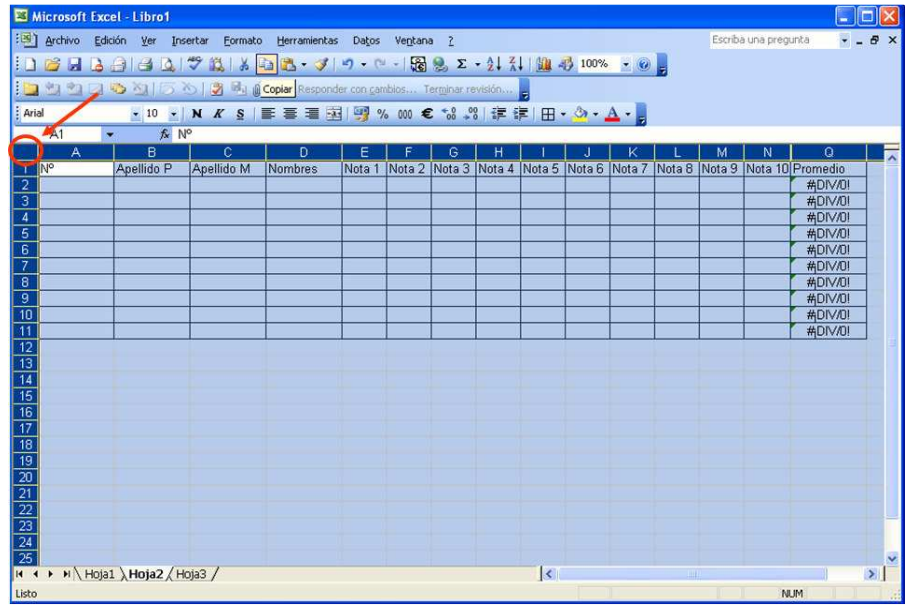 Microsoft Excel - Libro1
Archivo Edición Ver Insertar Formato Herramientas Datos Ventana ? Escriba una pregunta
Σ 100%
Copiar Responder con cambios... Terminar revisión...
Arial 10 N K S % 000 €
A1 fx Nº
A B C D E F G H I J K L M N Q
1 Nº Apellido P Apellido M Nombres Nota 1 Nota 2 Nota 3 Nota 4 Nota 5 Nota 6 Nota 7 Nota 8 Nota 9 Nota 10 Promedio
2 #¡DIV/0!
3 #¡DIV/0!
4 #¡DIV/0!
5 #¡DIV/0!
6 #¡DIV/0!
7 #¡DIV/0!
8 #¡DIV/0!
9 #¡DIV/0!
10 #¡DIV/0!
11 #¡DIV/0!
12
13
14
15
16
17
18
19
20
21
22
23
24
25
Hoja1 Hoja2 Hoja3
Listo NUM